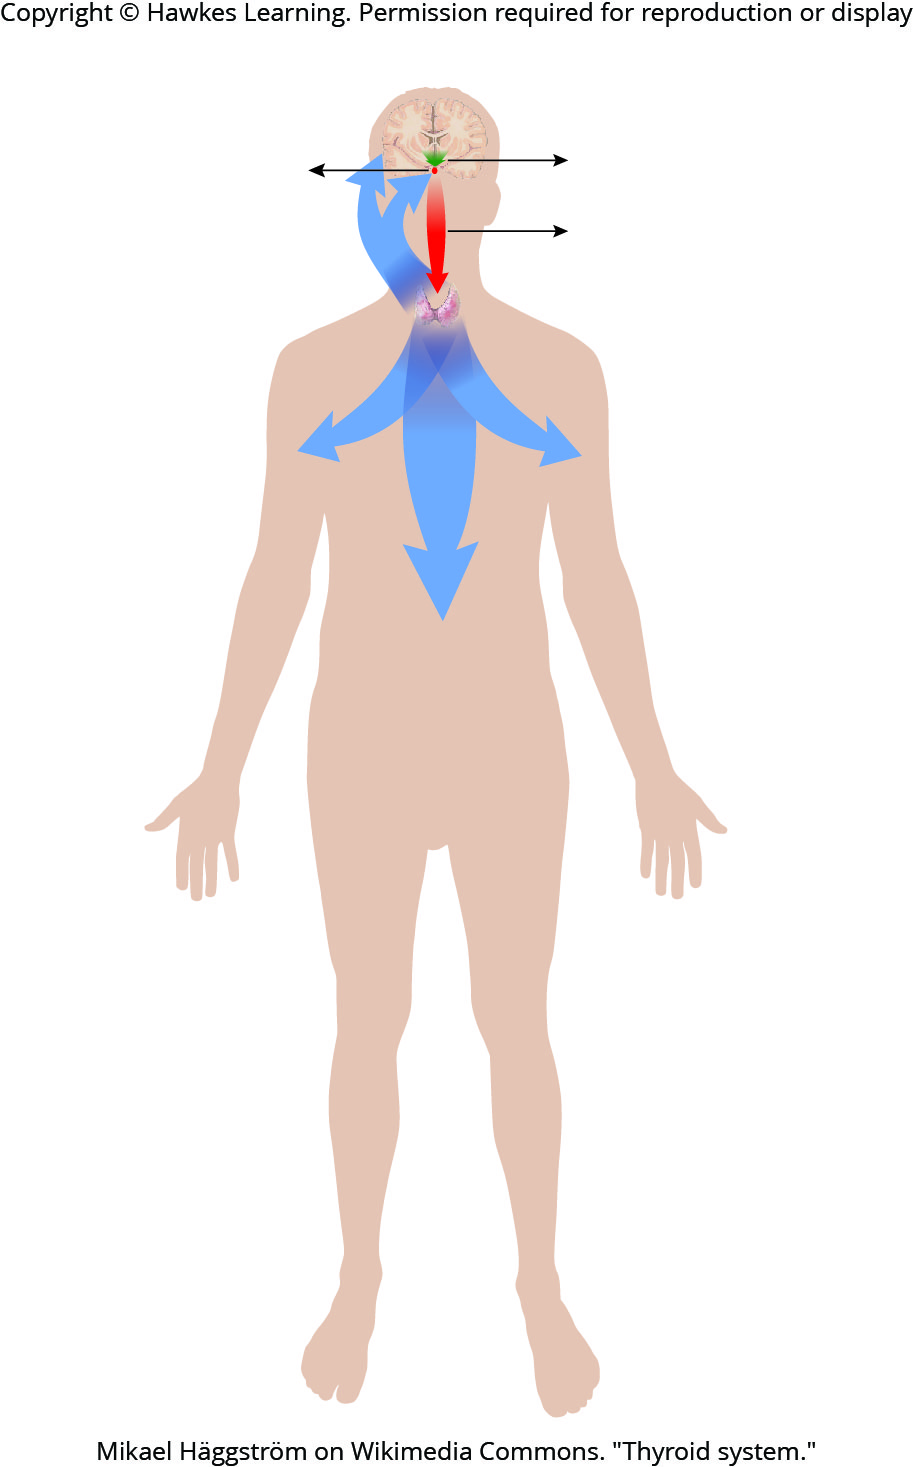 Copyright © Hawkes Learning. Permission required for reproduction or display
Mikael Häggström on Wikimedia Commons. "Thyroid system."